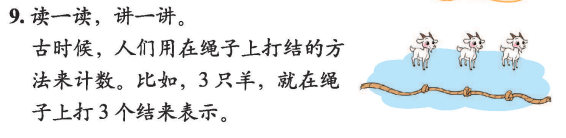 9. 读一读，讲一讲。
古时候，人们用在绳子上打结的方
法来计数。比如，3只羊，就在绳
子上打3个结来表示。